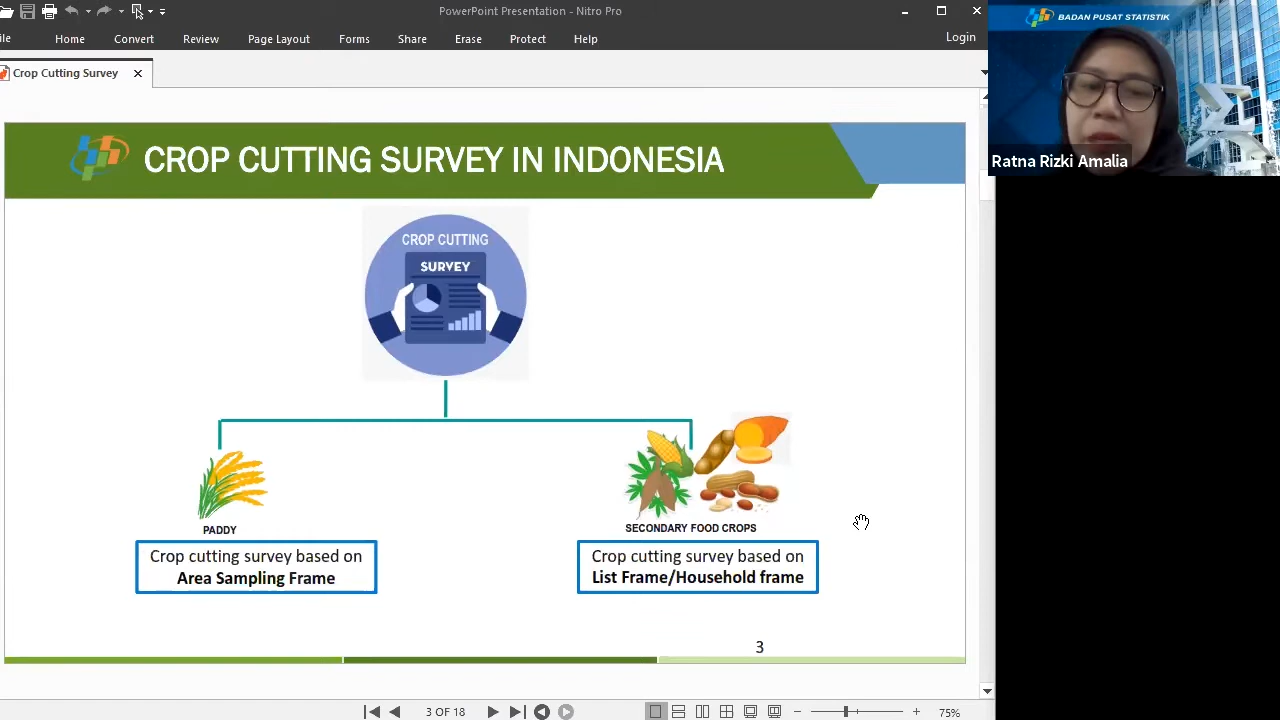 PowerPoint Presentation - Nitro Pro
ile
Home
Convert
Review
Page Layout
Forms
Share
Erase
Protect
Help
Login
Crop Cutting Survey
BADAN PUSAT STATISTIK
Ratna Rizki Amalia
CROP CUTTING SURVEY IN INDONESIA
CROP CUTTING
SURVEY
PADDY
Crop cutting survey based on
Area Sampling Frame
SECONDARY FOOD CROPS
Crop cutting survey based on
List Frame/Household frame
3
3 OF 18
75%